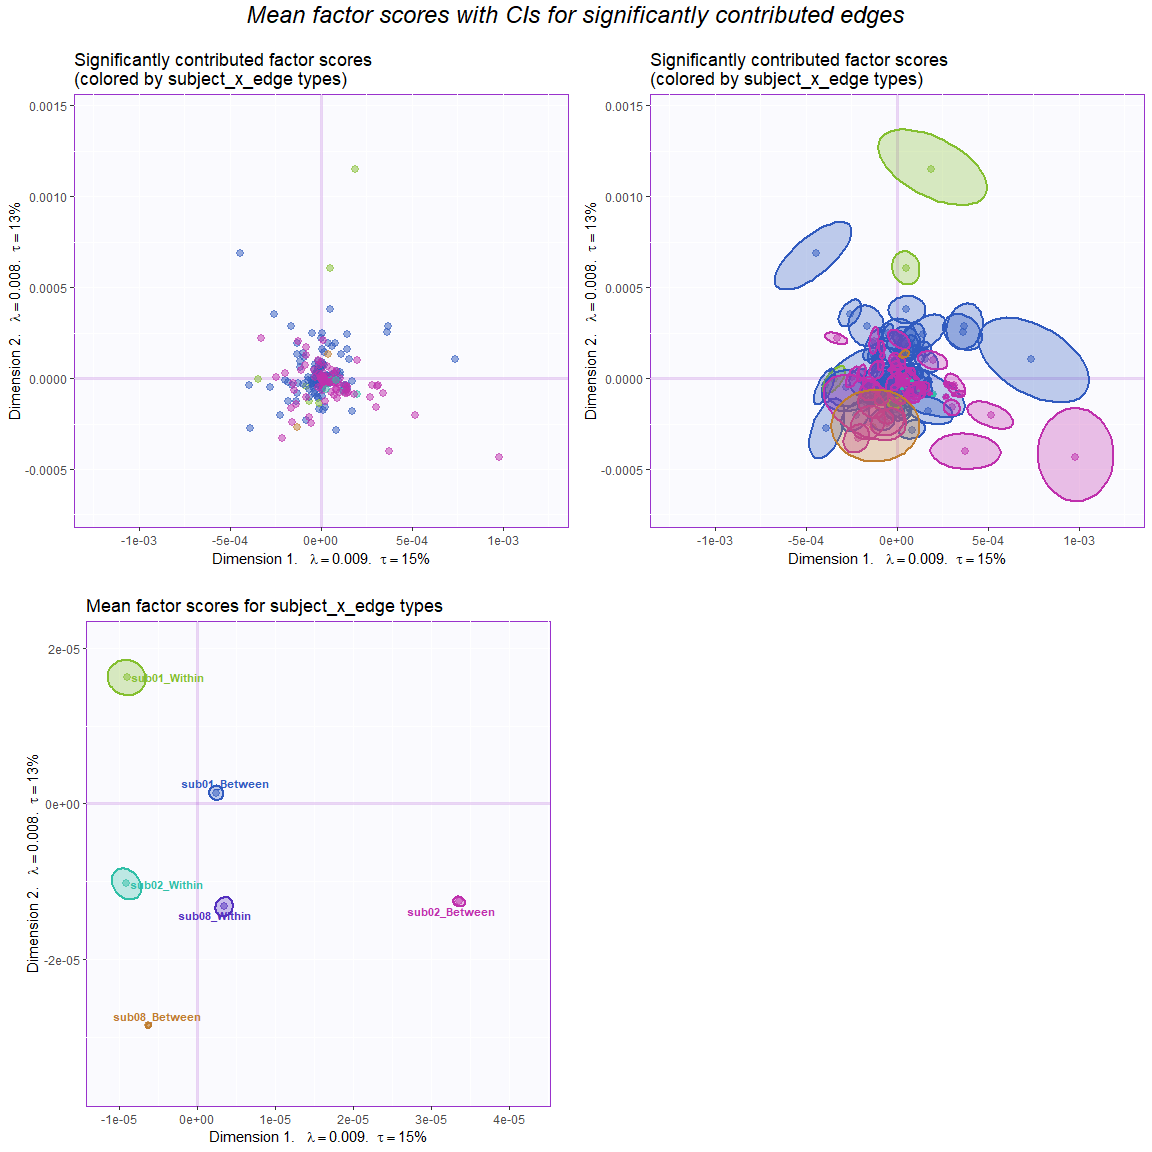 Mean factor scores with CIs for significantly contributed edges
Significantly contributed factor scores
(colored by subject_x_edge types)
0.0015
0.0010
0.0005
0.0000
-0.0005
Dimension 2. λ = 0.008. τ = 13%
-1e-03
-5e-04
0e+00
5e-04
1e-03
Dimension 1. λ = 0.009. τ = 15%
Significantly contributed factor scores
(colored by subject_x_edge types)
0.0015
0.0010
0.0005
0.0000
-0.0005
Dimension 2. λ = 0.008. τ = 13%
-1e-03
-5e-04
0e+00
5e-04
1e-03
Dimension 1. λ = 0.009. τ = 15%
Mean factor scores for subject_x_edge types
2e-05
0e+00
-2e-05
Dimension 2. λ = 0.008. τ = 13%
sub01_Within
sub01_Between
sub02_Within
sub08_Within
sub02_Between
sub08_Between
-1e-05
0e+00
1e-05
2e-05
3e-05
4e-05
Dimension 1. λ = 0.009. τ = 15%